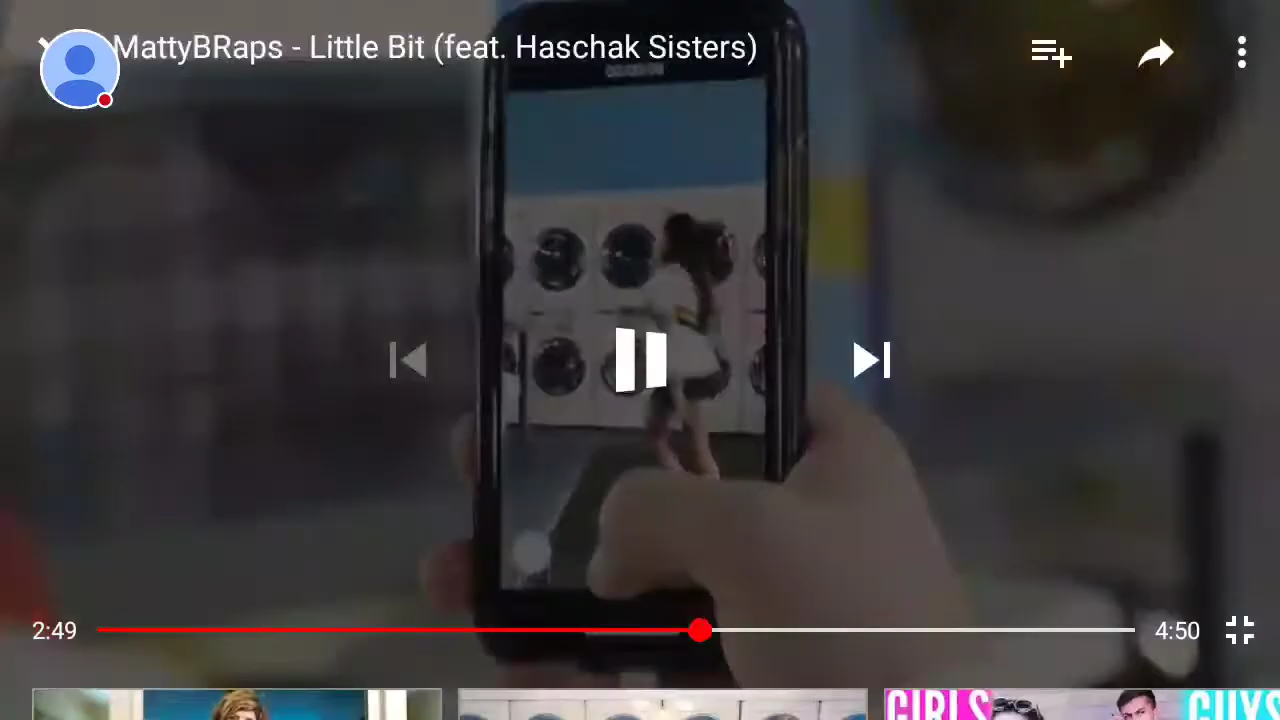 MattyBRaps - Little Bit (feat. Haschak Sisters)
2:49
4:50
GIRLS
GUYS